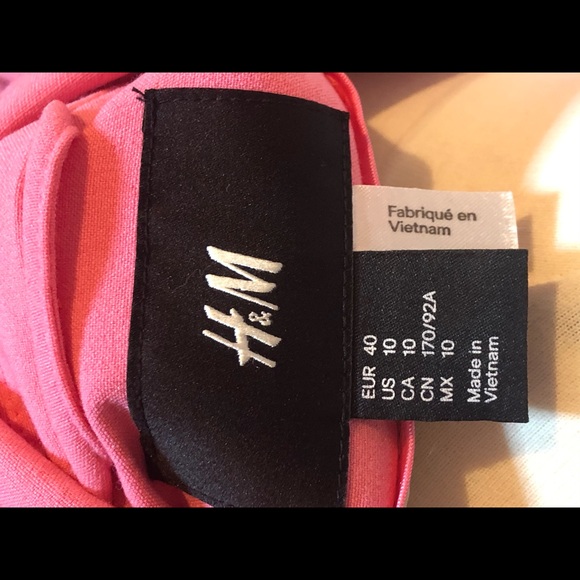 H&M
Fabriqué en
Vietnam
EUR 40
US 10
CA 10
CN 170/92A
MX 10
Made in
Vietnam